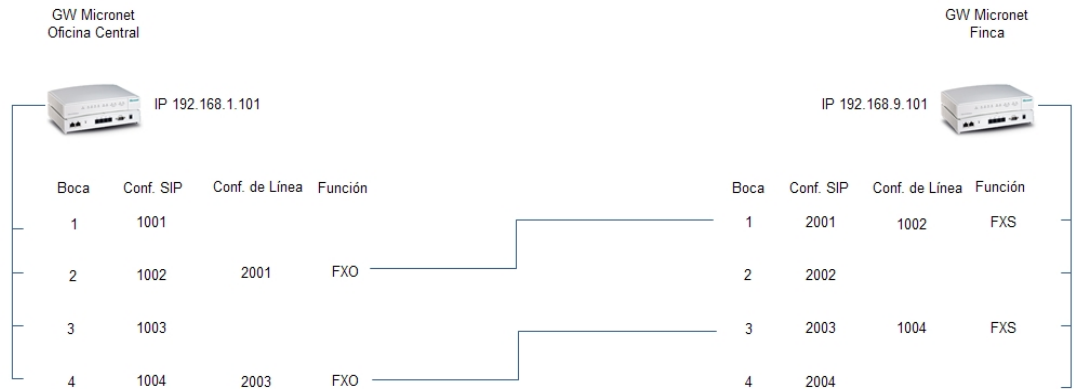 GW Micronet
Oficina Central
GW Micronet
Finca
IP 192.168.1.101
IP 192.168.9.101
Boca Conf. SIP Conf. de Línea Función
Boca Conf. SIP Conf. de Línea Función
1 1001
1 2001 1002 FXS
2 1002 2001 FXO
2 2002
3 1003
3 2003 1004 FXS
4 1004 2003 FXO
4 2004